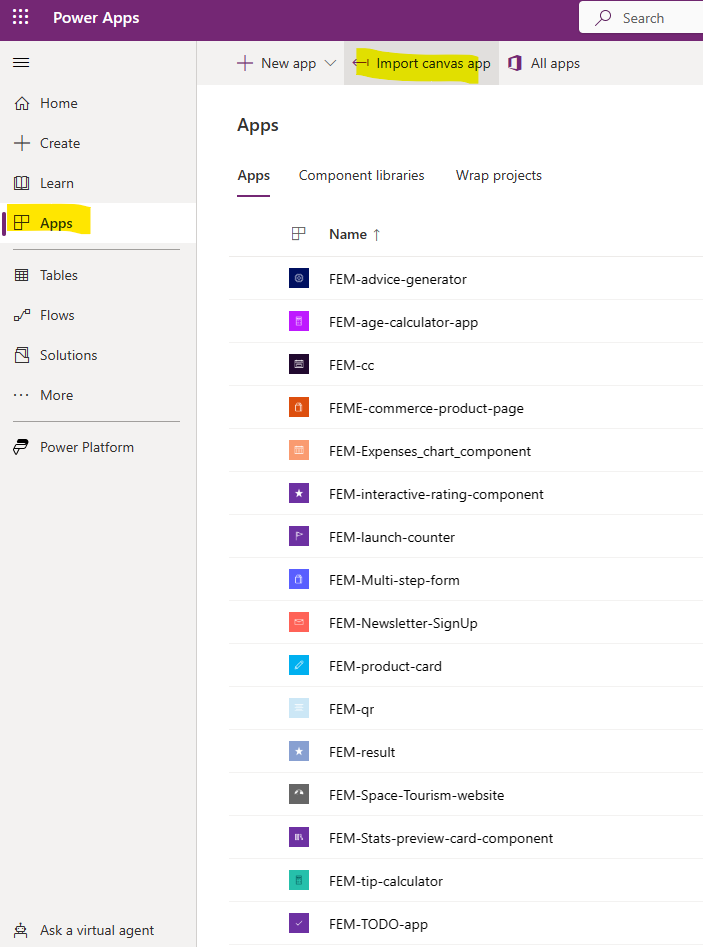 Power Apps
Search
New app
Import canvas app
All apps
Home
Create
Learn
Apps
Tables
Flows
Solutions
More
Power Platform
Ask a virtual agent
Apps
Apps
Component libraries
Wrap projects
Name ↑
FEM-advice-generator
FEM-age-calculator-app
FEM-cc
FEME-commerce-product-page
FEM-Expenses_chart_component
FEM-interactive-rating-component
FEM-launch-counter
FEM-Multi-step-form
FEM-Newsletter-SignUp
FEM-product-card
FEM-qr
FEM-result
FEM-Space-Tourism-website
FEM-Stats-preview-card-component
FEM-tip-calculator
FEM-TODO-app